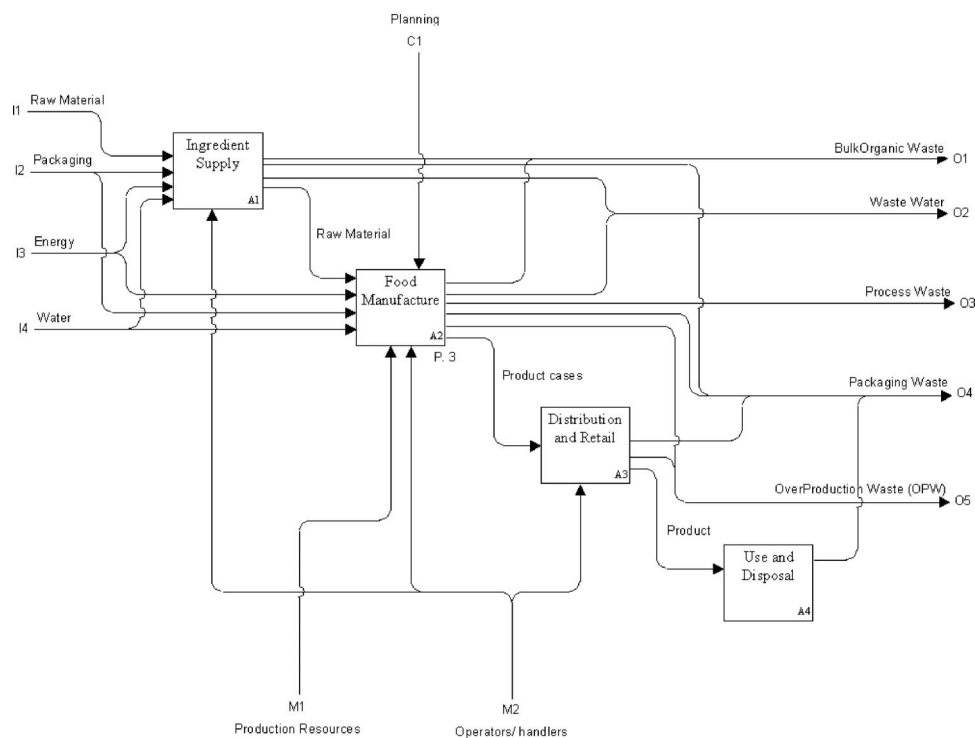 Planning
C1
Raw Material
I1
Ingredient
Supply
A1
Packaging
I2
BulkOrganic Waste
O1
Waste Water
O2
Energy
I3
Raw Material
Food
Manufacture
A2
P. 3
Process Waste
O3
Water
I4
Product cases
Packaging Waste
O4
Distribution
and Retail
A3
OverProduction Waste (OPW)
O5
Product
Use and
Disposal
A4
M1
Production Resources
M2
Operators/ handlers